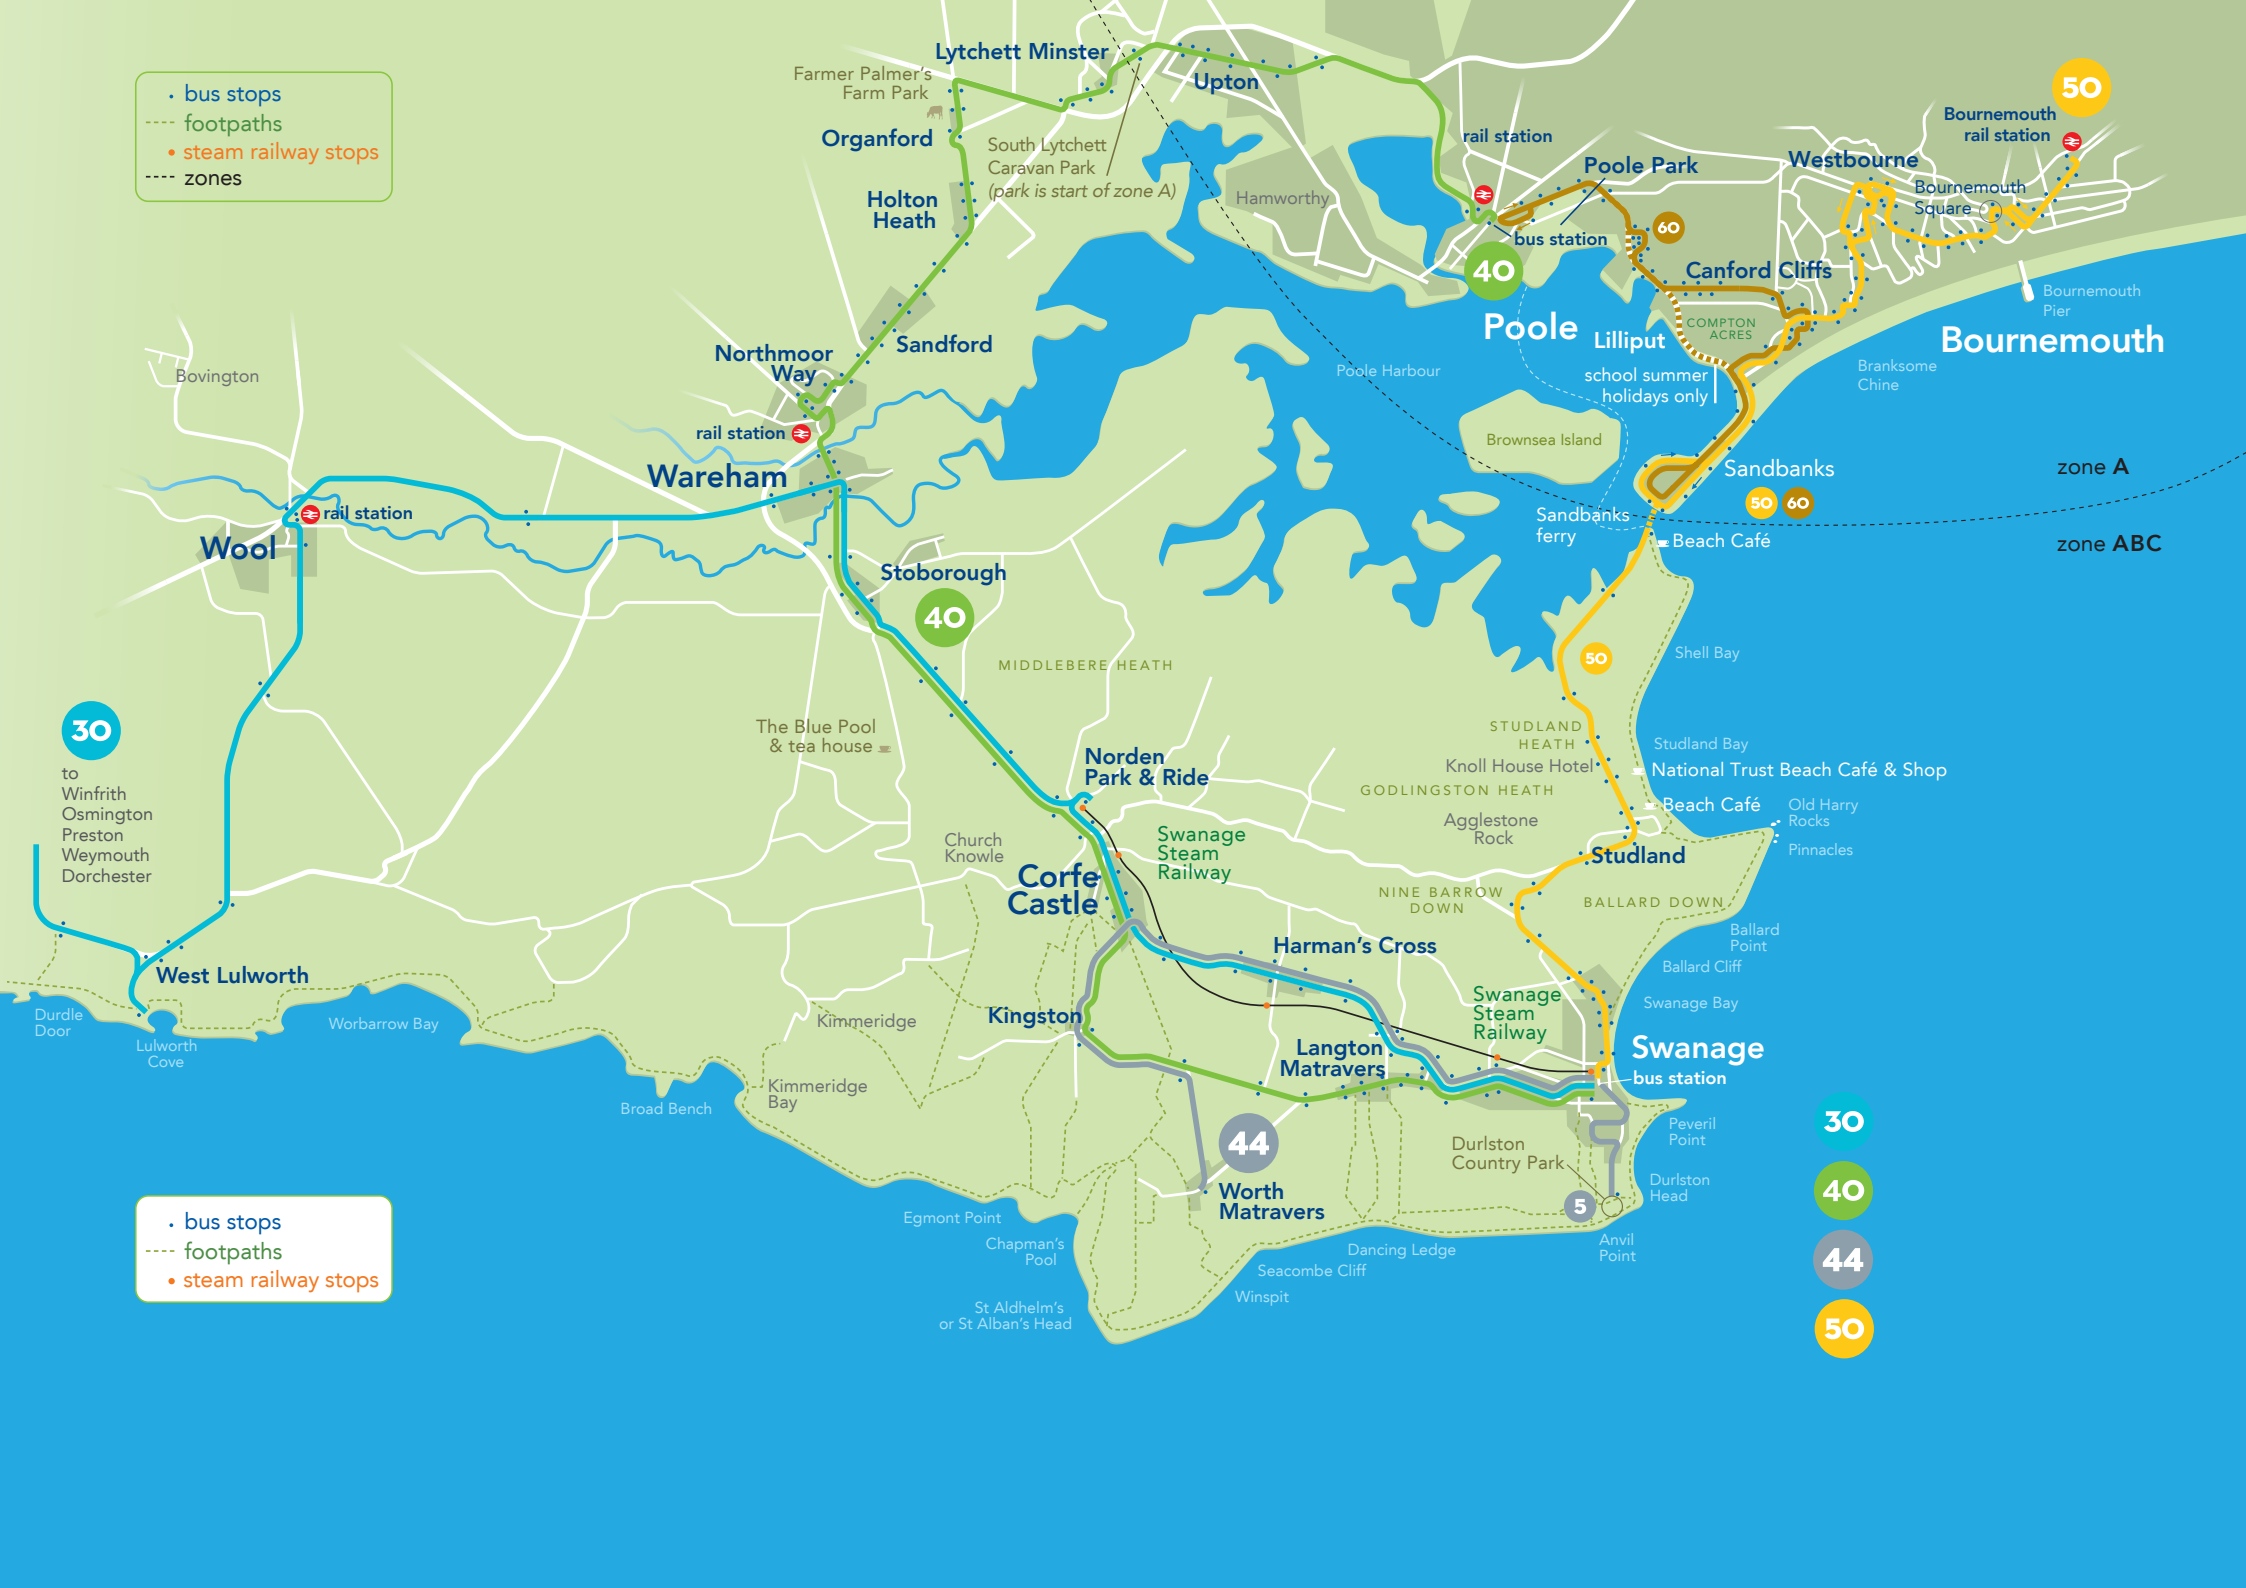 bus stops
footpaths
steam railway stops
zones
Lytchett Minster
Farmer Palmer's
Farm Park
Organford
South Lytchett
Caravan Park
(park is start of zone A)
Upton
Holton
Heath
Hamworthy
rail station
Poole Park
bus station
40
60
Poole
Westbourne
Bournemouth
rail station
50
Bournemouth
Square
Canford Cliffs
COMPTON
ACRES
Lilliput
school summer
holidays only
Bournemouth
Pier
Bournemouth
Branksome
Chine
Sandford
Northmoor
Way
Bovington
rail station
Wareham
Poole Harbour
Brownsea Island
Sandbanks
50
60
Sandbanks
ferry
Beach Café
zone A
zone ABC
rail station
Wool
Stoborough
40
MIDDLEBERE HEATH
50
Shell Bay
30
to
Winfrith
Osmington
Preston
Weymouth
Dorchester
The Blue Pool
& tea house
Norden
Park & Ride
STUDLAND
HEATH
Knoll House Hotel
GODLINGSTON HEATH
Agglestone
Rock
Studland Bay
National Trust Beach Café & Shop
Beach Café
Old Harry
Rocks
Pinnacles
Studland
Church
Knowle
Corfe
Castle
Swanage
Steam
Railway
NINE BARROW
DOWN
BALLARD DOWN
Ballard
Point
Ballard Cliff
Swanage Bay
Harman's Cross
West Lulworth
Durdle
Door
Lulworth
Cove
Worbarrow Bay
Kimmeridge
Kingston
Swanage
Steam
Railway
Langton
Matravers
Swanage
bus station
Kimmeridge
Bay
Broad Bench
44
Worth
Matravers
Durlston
Country Park
5
Peveril
Point
Durlston
Head
Anvil
Point
Egmont Point
Chapman's
Pool
Dancing Ledge
Seacombe Cliff
Winspit
St Aldhelm's
or St Alban's Head
bus stops
footpaths
steam railway stops
30
40
44
50